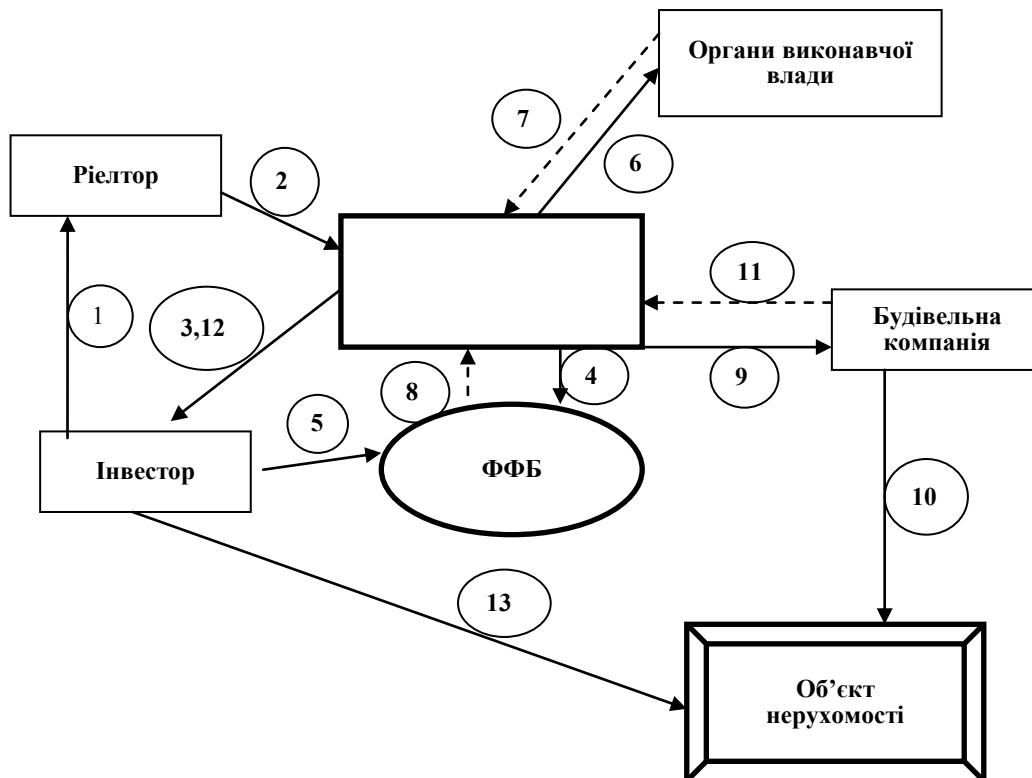 Органи виконавчої
влади
7
6
Ріелтор
2
11
1
3,12
Будівельна
компанія
4
9
8
5
Інвестор
ФФБ
10
13
Об’єкт
нерухомості